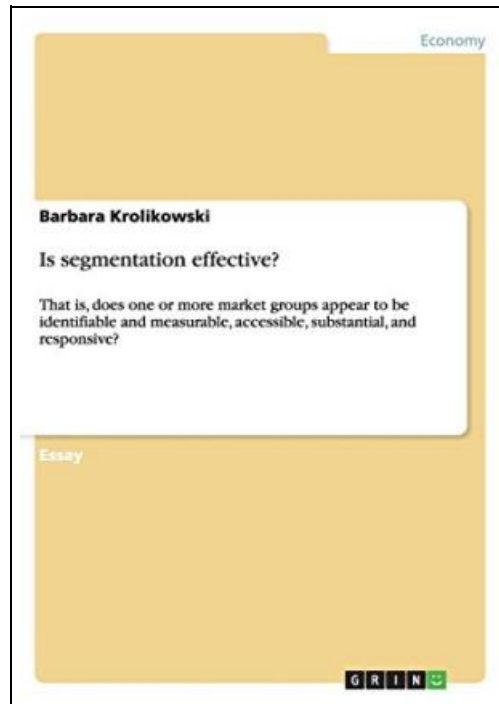 Economy
Barbara Krolikowski
Is segmentation effective?
That is, does one or more market groups appear to be
identifiable and measurable, accessible, substantial, and
responsive?
Essay
GRIN